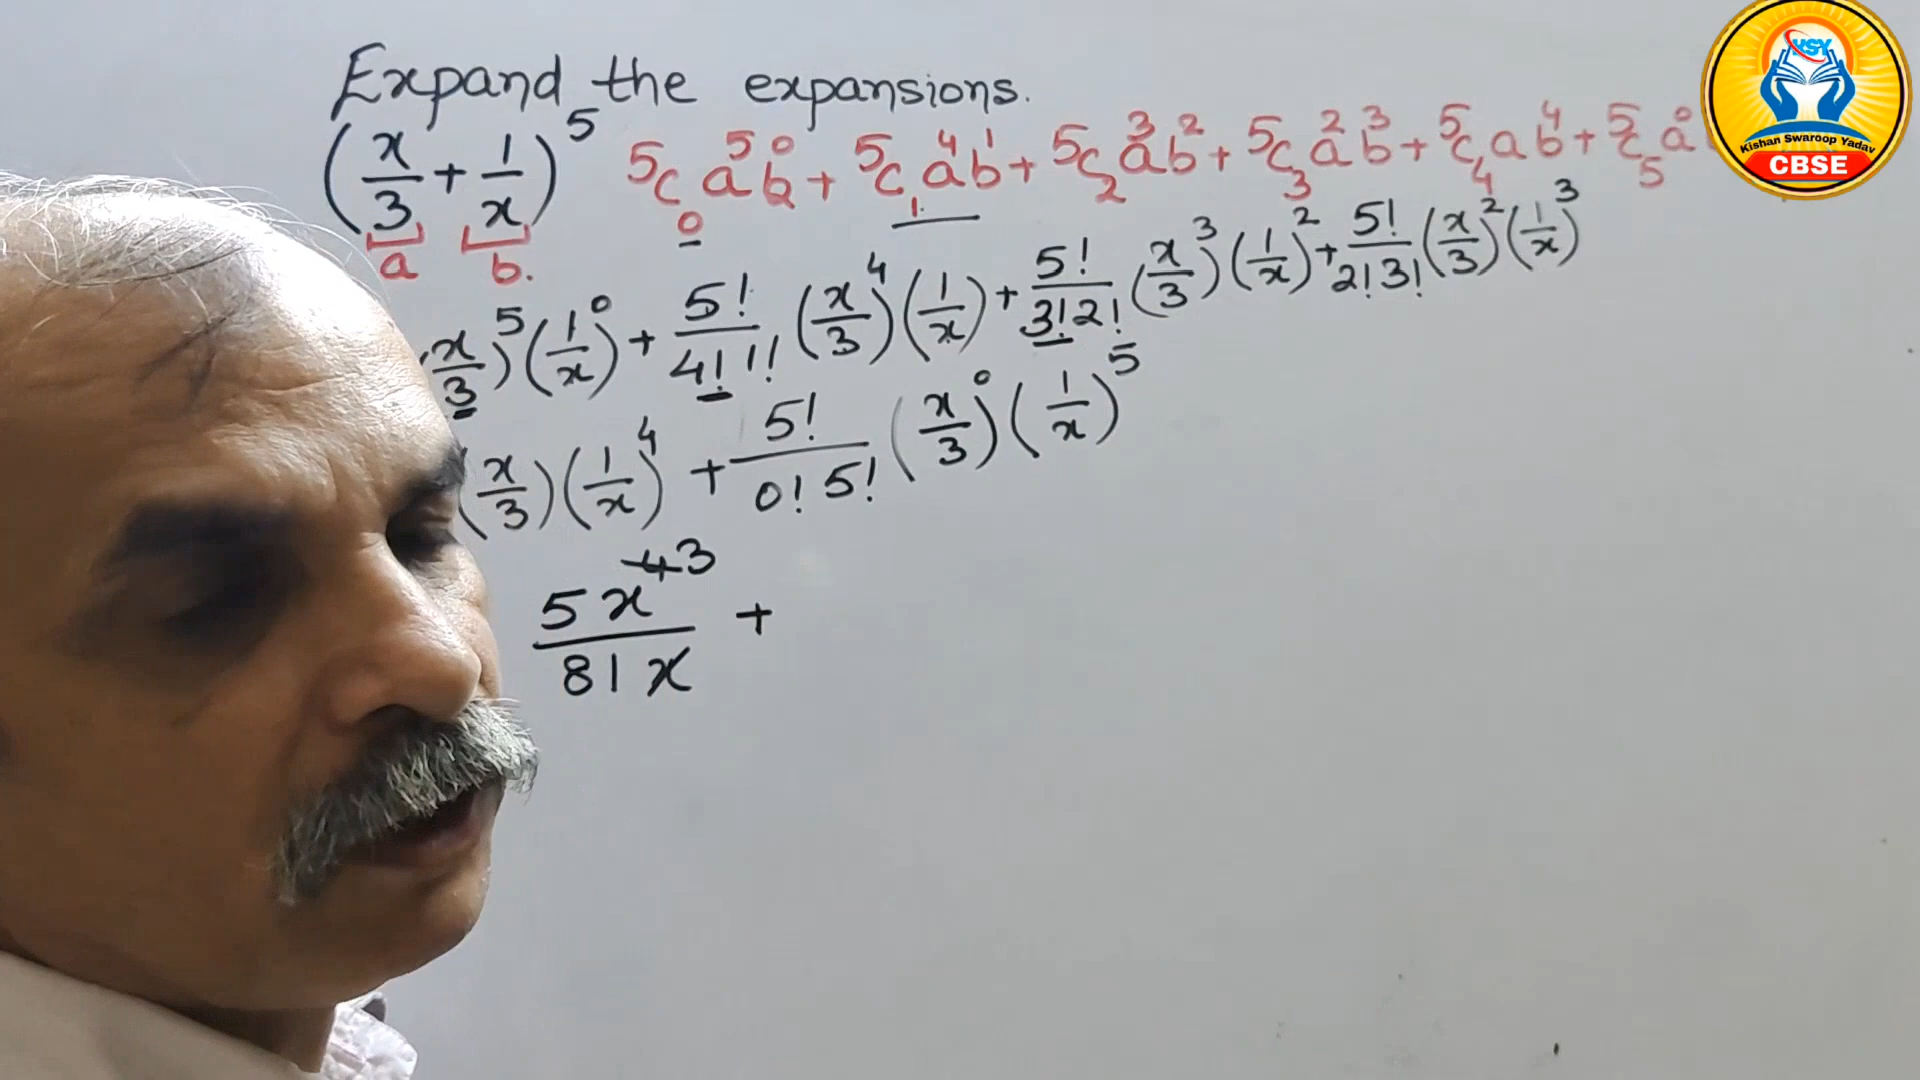 Expand the expansions.
(x/3 + 1/x)^5 5c0 a^5 b^0 + 5c1 a^4 b^1 + 5c2 a^3 b^2 + 5c3 a^2 b^3 + 5c4 a b^4 + 5c5 a^0
a b.
(x/3)^5 (1/x)^0 + 5!/4!1! (x/3)^4 (1/x) + 5!/3!2! (x/3)^3 (1/x)^2 + 5!/2!3! (x/3)^2 (1/x)^3
(x/3)(1/x)^4 + 5!/0!5! (x/3)^0 (1/x)^5
5x^43/81x +
KSY
Kishan Swaroop Yadav
CBSE